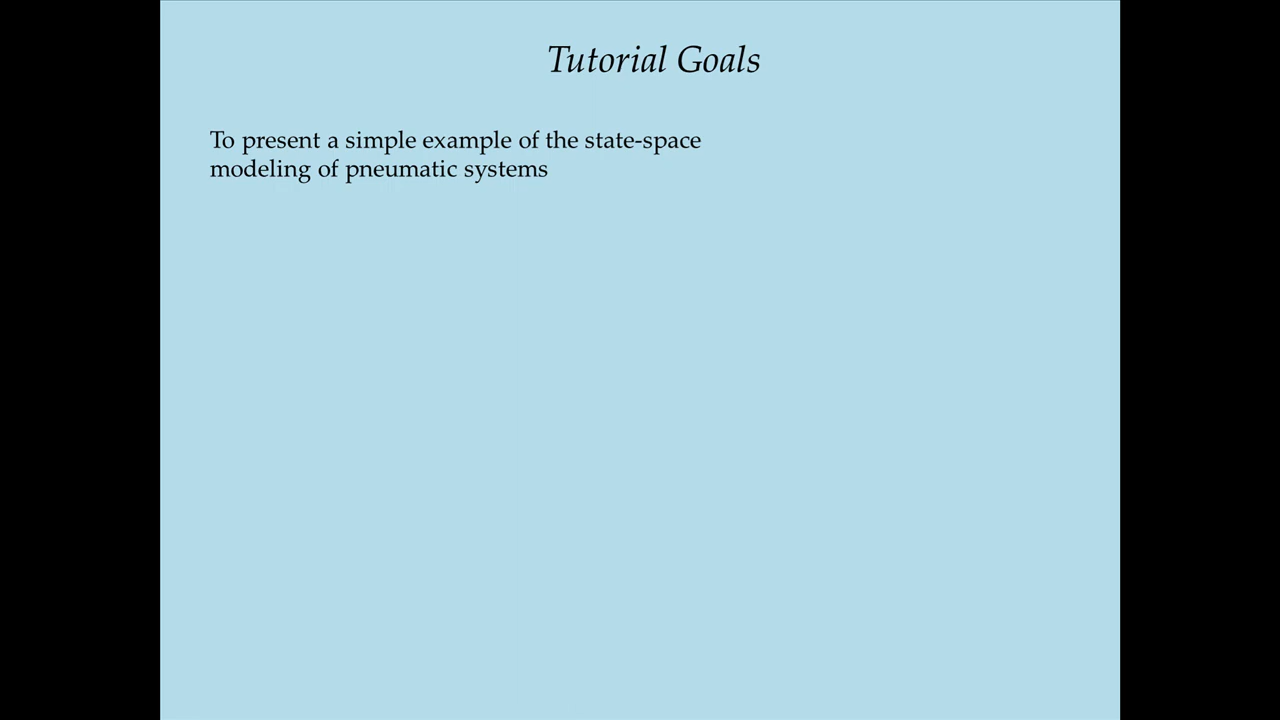 Tutorial Goals
To present a simple example of the state-space
modeling of pneumatic systems